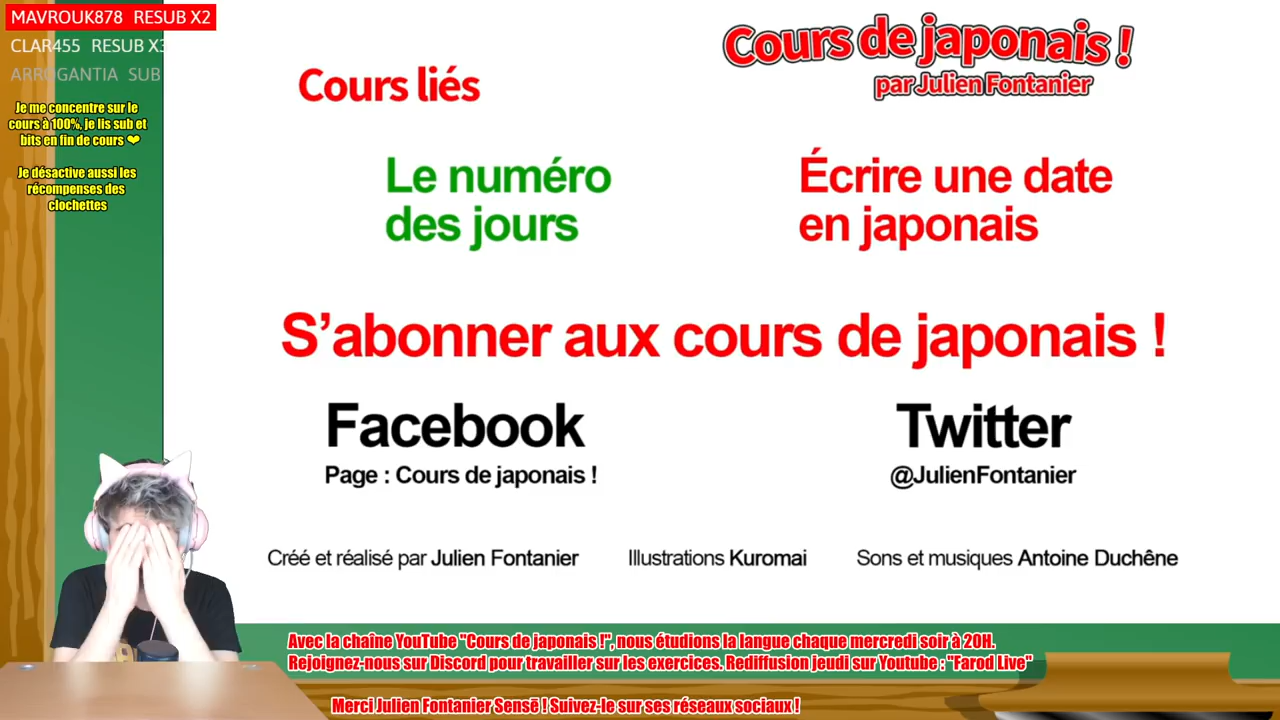 MAVROUK878 RESUB X2
CLAR455 RESUB X3
ARROGANTIA SUB
Je me concentre sur le
cours à 100%, je lis sub et
bits en fin de cours ❤
Je désactive aussi les
récompenses des
clochettes
Cours de japonais !
par Julien Fontanier
Cours liés
Le numéro
des jours
Écrire une date
en japonais
S'abonner aux cours de japonais !
Facebook
Page : Cours de japonais !
Twitter
@JulienFontanier
Créé et réalisé par Julien Fontanier
Illustrations Kuromai
Sons et musiques Antoine Duchêne
Avec la chaîne YouTube "Cours de japonais !", nous étudions la langue chaque mercredi soir à 20H.
Rejoignez-nous sur Discord pour travailler sur les exercices. Rediffusion jeudi sur Youtube : "Farod Live"
Merci Julien Fontanier Sensē ! Suivez-le sur ses réseaux sociaux !